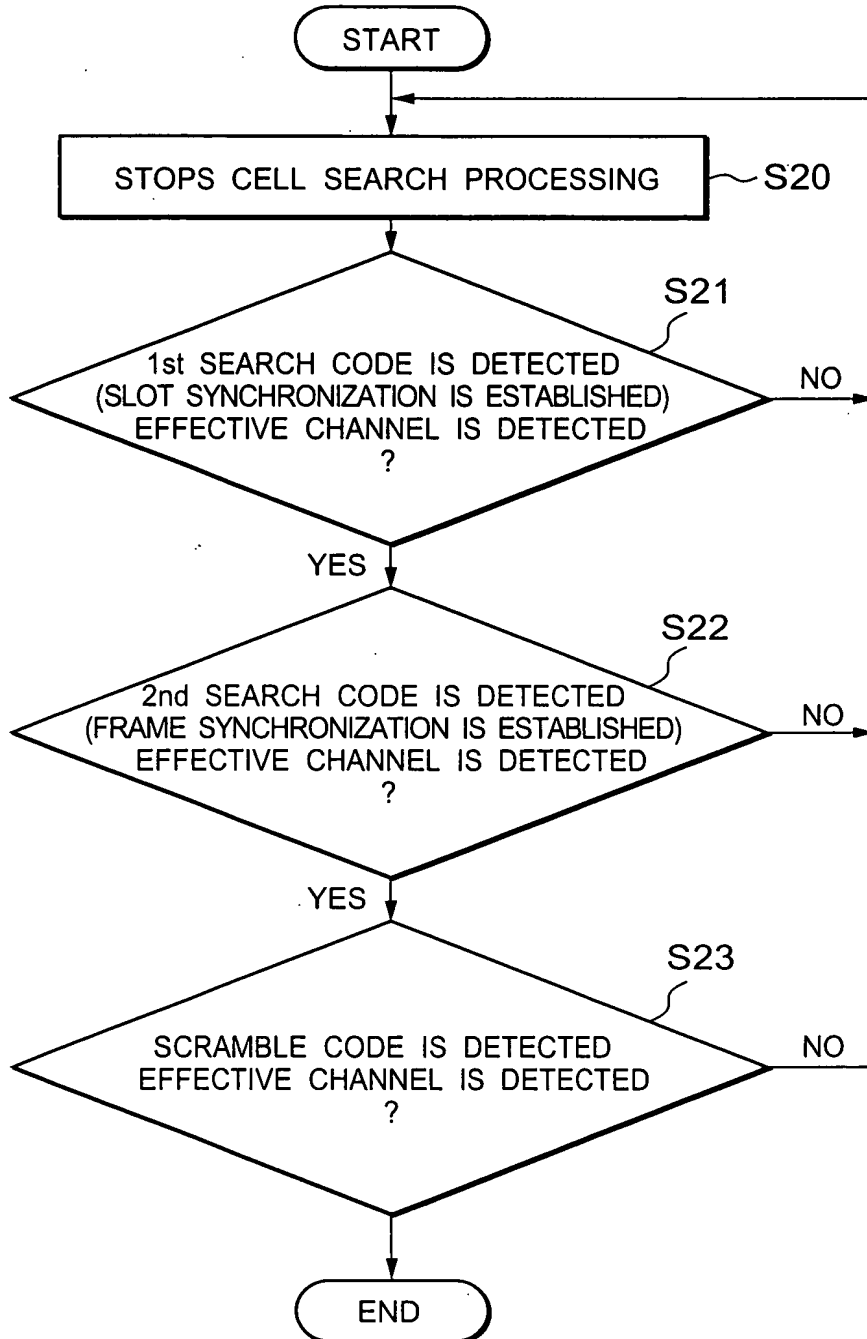 START
STOPS CELL SEARCH PROCESSING
S20
S21
1st SEARCH CODE IS DETECTED
(SLOT SYNCHRONIZATION IS ESTABLISHED)
EFFECTIVE CHANNEL IS DETECTED
?
NO
YES
S22
2nd SEARCH CODE IS DETECTED
(FRAME SYNCHRONIZATION IS ESTABLISHED)
EFFECTIVE CHANNEL IS DETECTED
?
NO
YES
S23
SCRAMBLE CODE IS DETECTED
EFFECTIVE CHANNEL IS DETECTED
?
NO
END